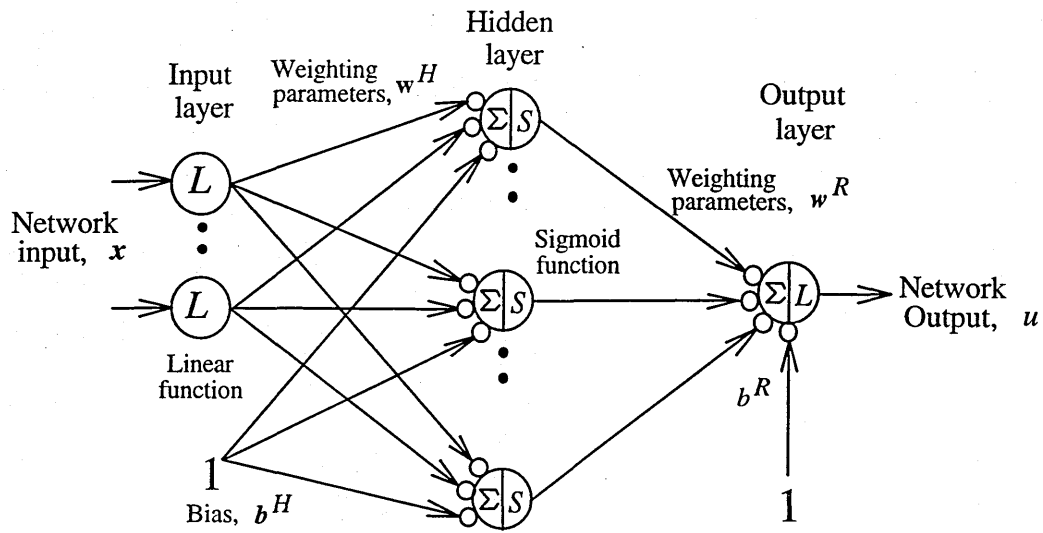 Hidden
layer
Input
layer
Weighting
parameters, w^H
Output
layer
Σ S
L
Weighting
parameters, w^R
Network
input, x
Sigmoid
function
L
Σ S
Σ L
Network
Output, u
Linear
function
b^R
1
Bias, b^H
Σ S
1